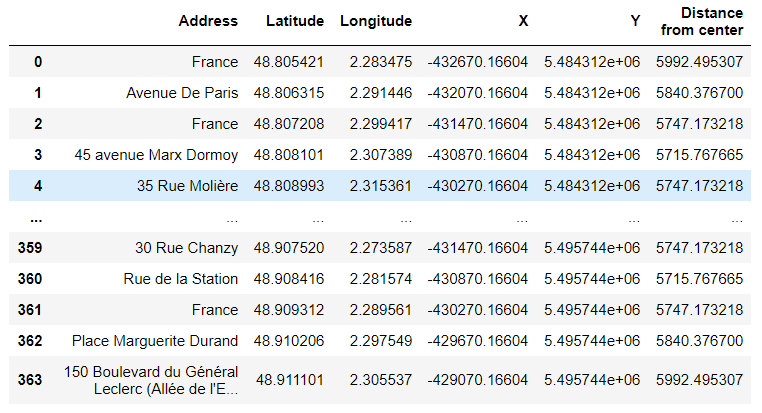 Address Latitude Longitude X Y Distance from center
0 France 48.805421 2.283475 -432670.16604 5.484312e+06 5992.495307
1 Avenue De Paris 48.806315 2.291446 -432070.16604 5.484312e+06 5840.376700
2 France 48.807208 2.299417 -431470.16604 5.484312e+06 5747.173218
3 45 avenue Marx Dormoy 48.808101 2.307389 -430870.16604 5.484312e+06 5715.767665
4 35 Rue Molière 48.808993 2.315361 -430270.16604 5.484312e+06 5747.173218
... ... ... ... ... ... ...
359 30 Rue Chanzy 48.907520 2.273587 -431470.16604 5.495744e+06 5747.173218
360 Rue de la Station 48.908416 2.281574 -430870.16604 5.495744e+06 5715.767665
361 France 48.909312 2.289561 -430270.16604 5.495744e+06 5747.173218
362 Place Marguerite Durand 48.910206 2.297549 -429670.16604 5.495744e+06 5840.376700
363 150 Boulevard du Général Leclerc (Allée de l'E... 48.911101 2.305537 -429070.16604 5.495744e+06 5992.495307